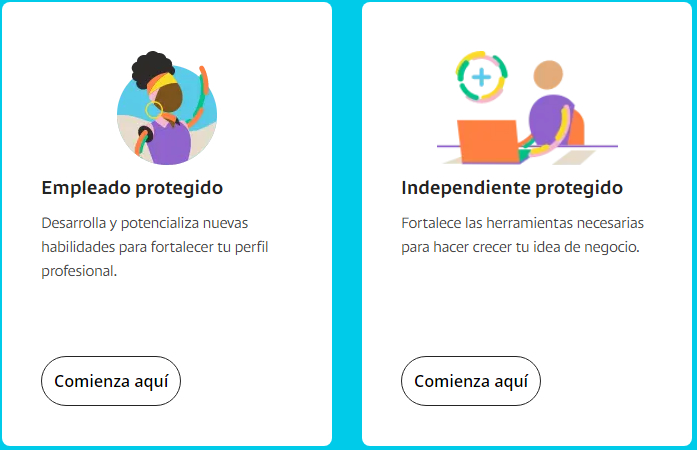 Empleado protegido
Desarrolla y potencializa nuevas
habilidades para fortalecer tu perfil
profesional.
Comienza aquí
Independiente protegido
Fortalece las herramientas necesarias
para hacer crecer tu idea de negocio.
Comienza aquí